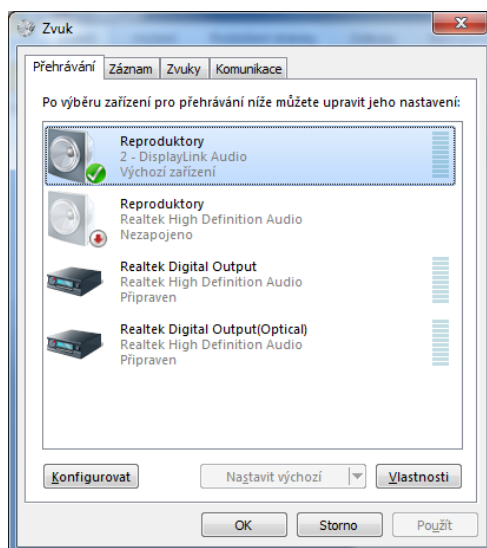 Zvuk
Přehrávání
Záznam
Zvuky
Komunikace
Po výběru zařízení pro přehrávání níže můžete upravit jeho nastavení:
Reproduktory
2 - DisplayLink Audio
Výchozí zařízení
Reproduktory
Realtek High Definition Audio
Nezapojeno
Realtek Digital Output
Realtek High Definition Audio
Připraven
Realtek Digital Output(Optical)
Realtek High Definition Audio
Připraven
Konfigurovat
Nastavit výchozí
Vlastnosti
OK
Storno
Použít